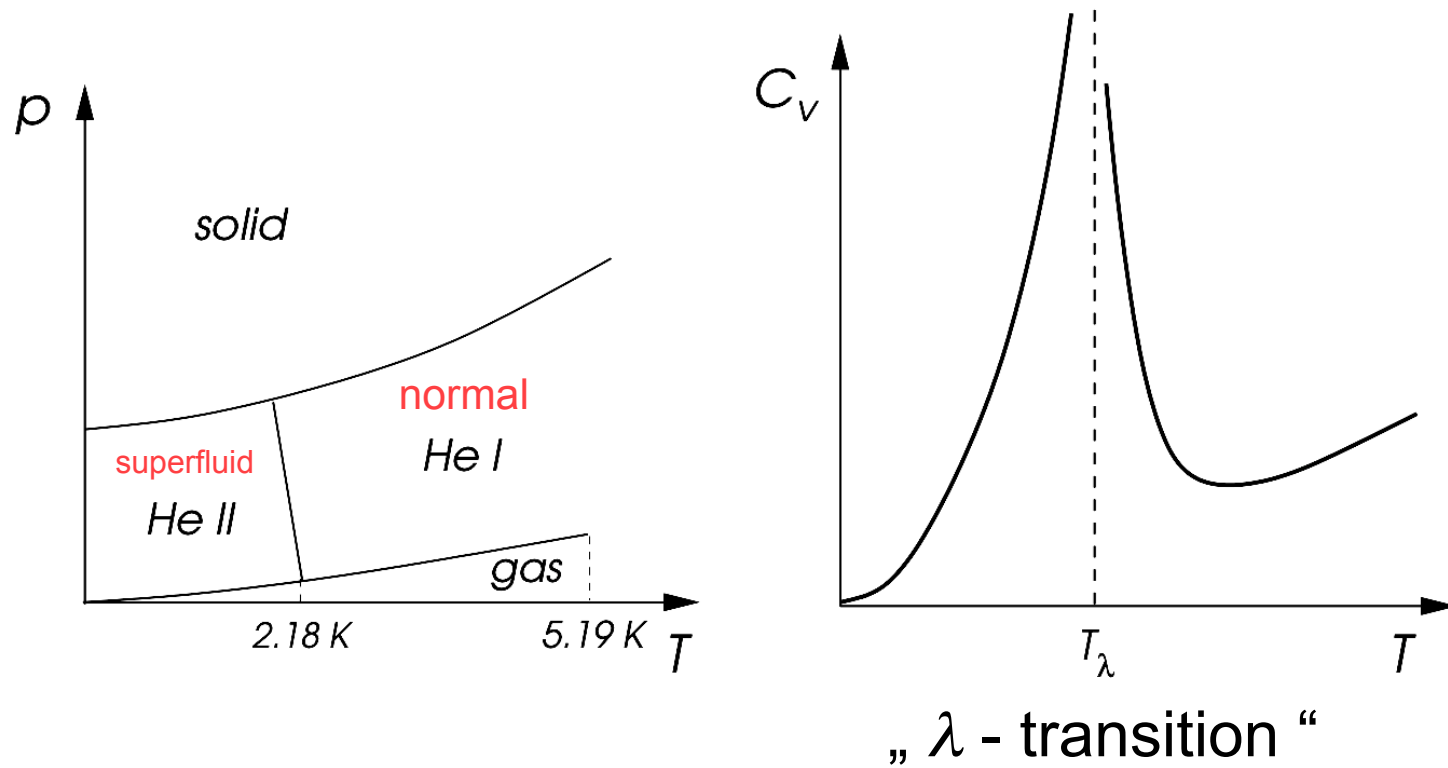 p
solid
normal
He I
superfluid
He II
gas
2.18 K
5.19 K
T
C_v
T_λ
T
„ λ - transition “